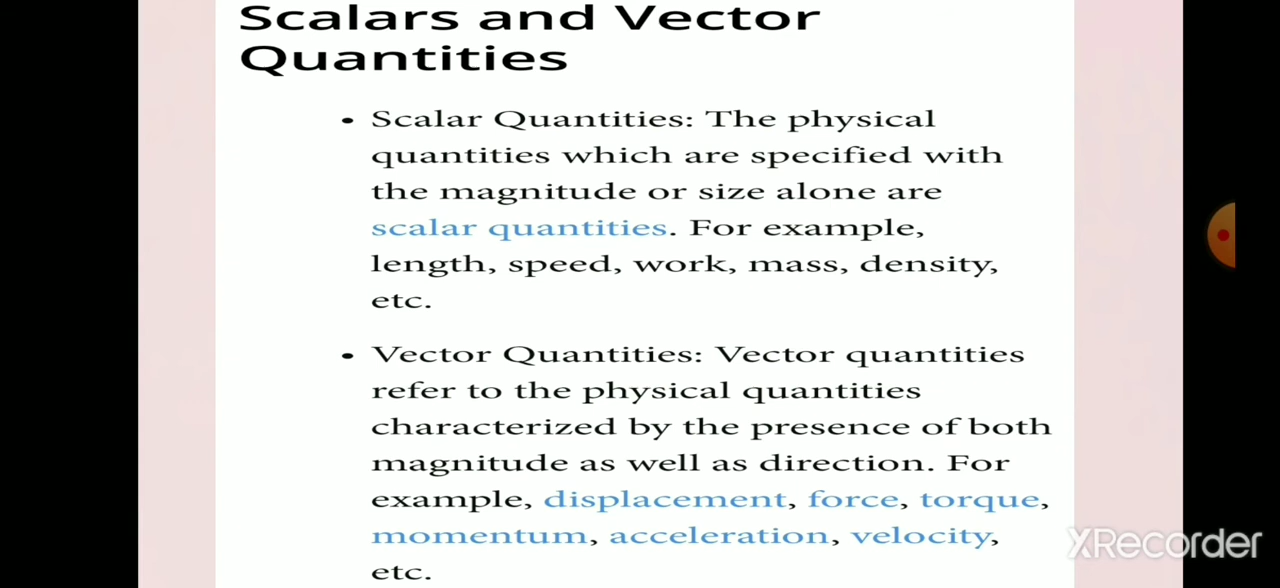 Scalars and Vector
Quantities
• Scalar Quantities: The physical
quantities which are specified with
the magnitude or size alone are
scalar quantities. For example,
length, speed, work, mass, density,
etc.
• Vector Quantities: Vector quantities
refer to the physical quantities
characterized by the presence of both
magnitude as well as direction. For
example, displacement, force, torque,
momentum, acceleration, velocity,
etc.
XRecorder